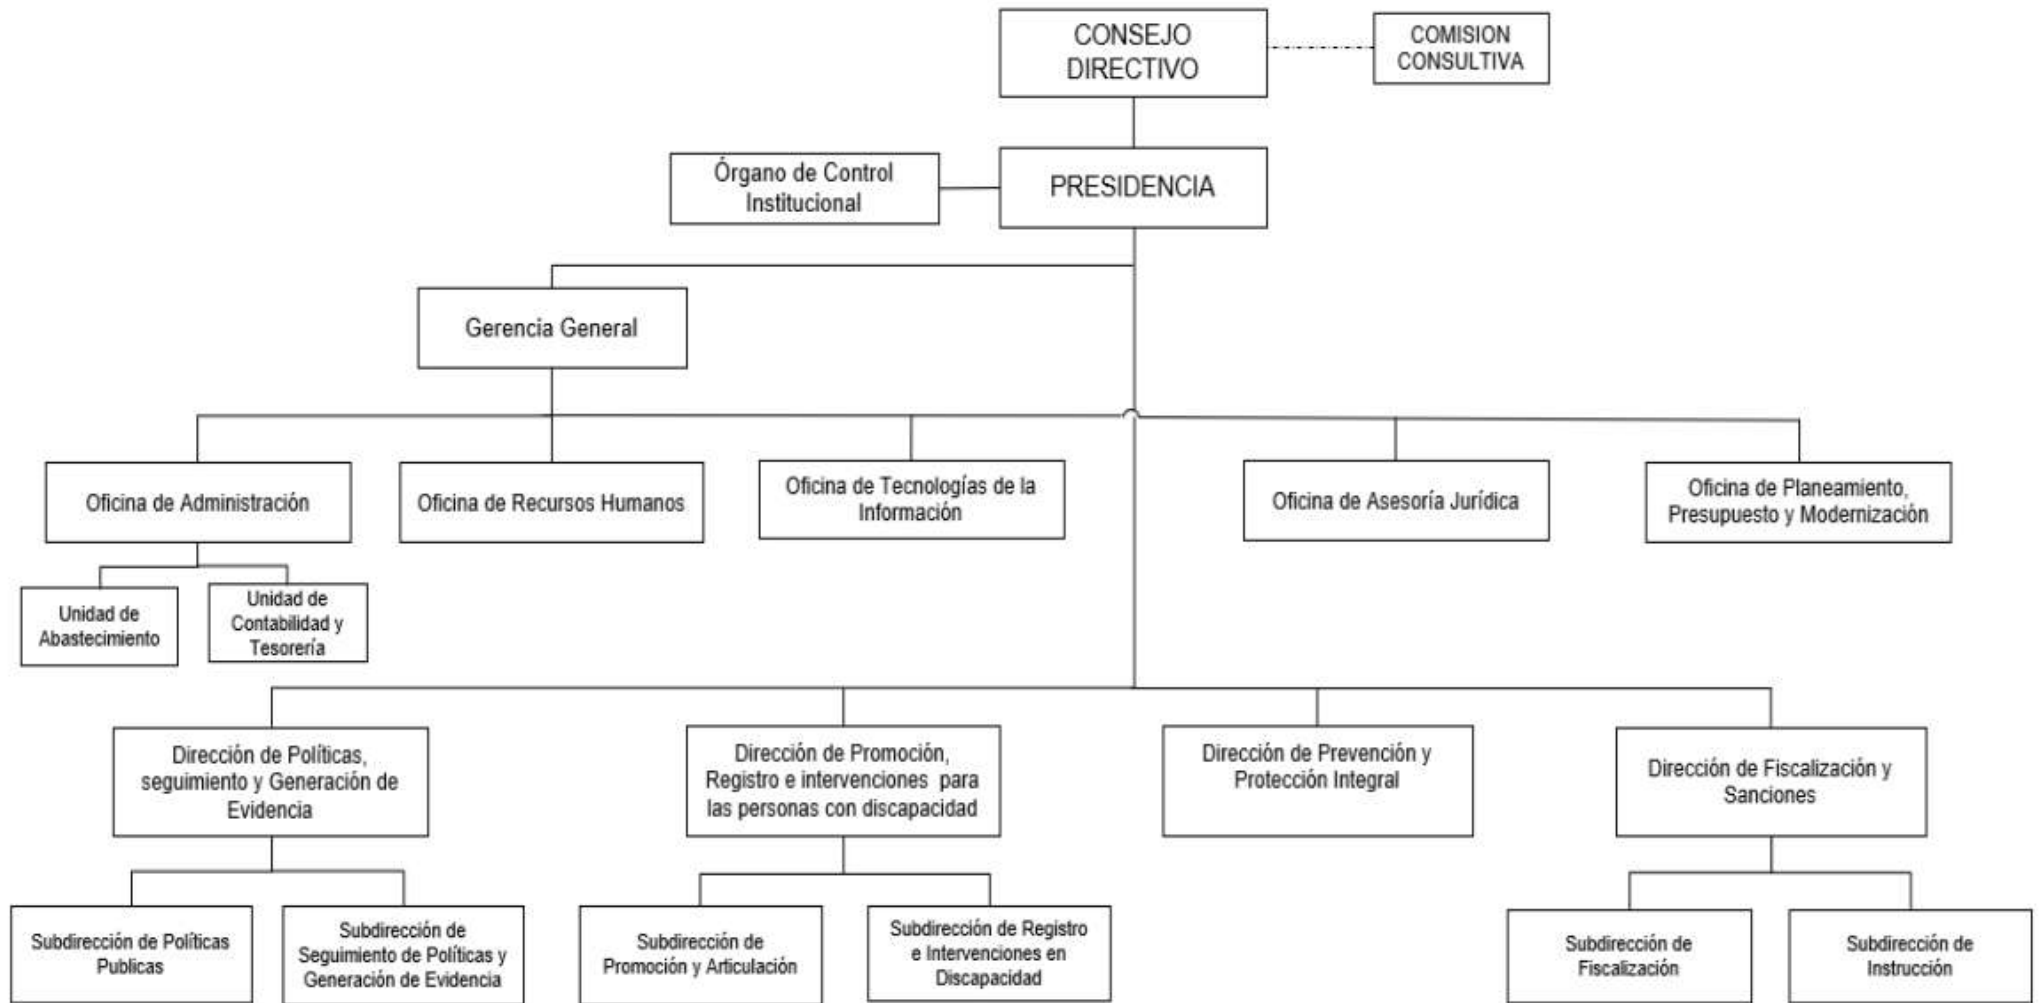 CONSEJO
DIRECTIVO
COMISION
CONSULTIVA
Órgano de Control
Institucional
PRESIDENCIA
Gerencia General
Oficina de Administración
Oficina de Recursos Humanos
Oficina de Tecnologías de la
Información
Oficina de Asesoría Jurídica
Oficina de Planeamiento,
Presupuesto y Modernización
Unidad de
Abastecimiento
Unidad de
Contabilidad y
Tesorería
Dirección de Políticas,
seguimiento y Generación de
Evidencia
Dirección de Promoción,
Registro e intervenciones para
las personas con discapacidad
Dirección de Prevención y
Protección Integral
Dirección de Fiscalización y
Sanciones
Subdirección de Políticas
Publicas
Subdirección de
Seguimiento de Políticas y
Generación de Evidencia
Subdirección de
Promoción y Articulación
Subdirección de Registro
e Intervenciones en
Discapacidad
Subdirección de
Fiscalización
Subdirección de
Instrucción